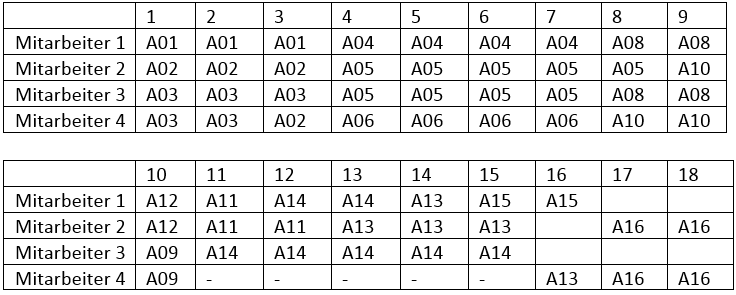 1 2 3 4 5 6 7 8 9
Mitarbeiter 1 A01 A01 A01 A04 A04 A04 A04 A08 A08
Mitarbeiter 2 A02 A02 A02 A05 A05 A05 A05 A05 A10
Mitarbeiter 3 A03 A03 A03 A05 A05 A05 A05 A08 A08
Mitarbeiter 4 A03 A03 A02 A06 A06 A06 A06 A10 A10
10 11 12 13 14 15 16 17 18
Mitarbeiter 1 A12 A11 A14 A14 A13 A15 A15
Mitarbeiter 2 A12 A11 A11 A13 A13 A13 A16 A16
Mitarbeiter 3 A09 A14 A14 A14 A14 A14
Mitarbeiter 4 A09 - - - - - A13 A16 A16